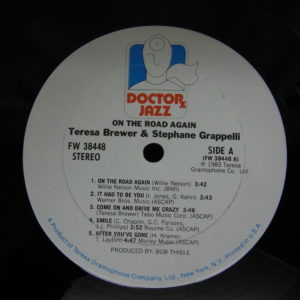 DOCTOR
JAZZ
ON THE ROAD AGAIN
Teresa Brewer & Stephane Grappelli
FW 38448
STEREO
SIDE A
(FW 38448 A)
℗ 1983 Teresa
Gramophone Co. Ltd.
1. ON THE ROAD AGAIN (Willie Nelson) 3:42
Willie Nelson Music Inc. (BMI)
2. IT HAD TO BE YOU (I. Jones, G. Kahn) 2:43
Warner Bros. Music (ASCAP)
3. COME ON AND DRIVE ME CRAZY 3:46
(Teresa Brewer) Tebo Music Corp. (ASCAP)
4. SMILE (C. Chaplin, G.C. Parsons,
J.J. Phillips) 2:52 Bourne Co. (ASCAP)
5. AFTER YOU'VE GONE (H. Kramer,
T. Layton) 4:47 Morley Music (ASCAP)
PRODUCED BY: BOB THIELE
A Product of Teresa Gramophone Company, Ltd., New York, N.Y. Printed in U.S.A.